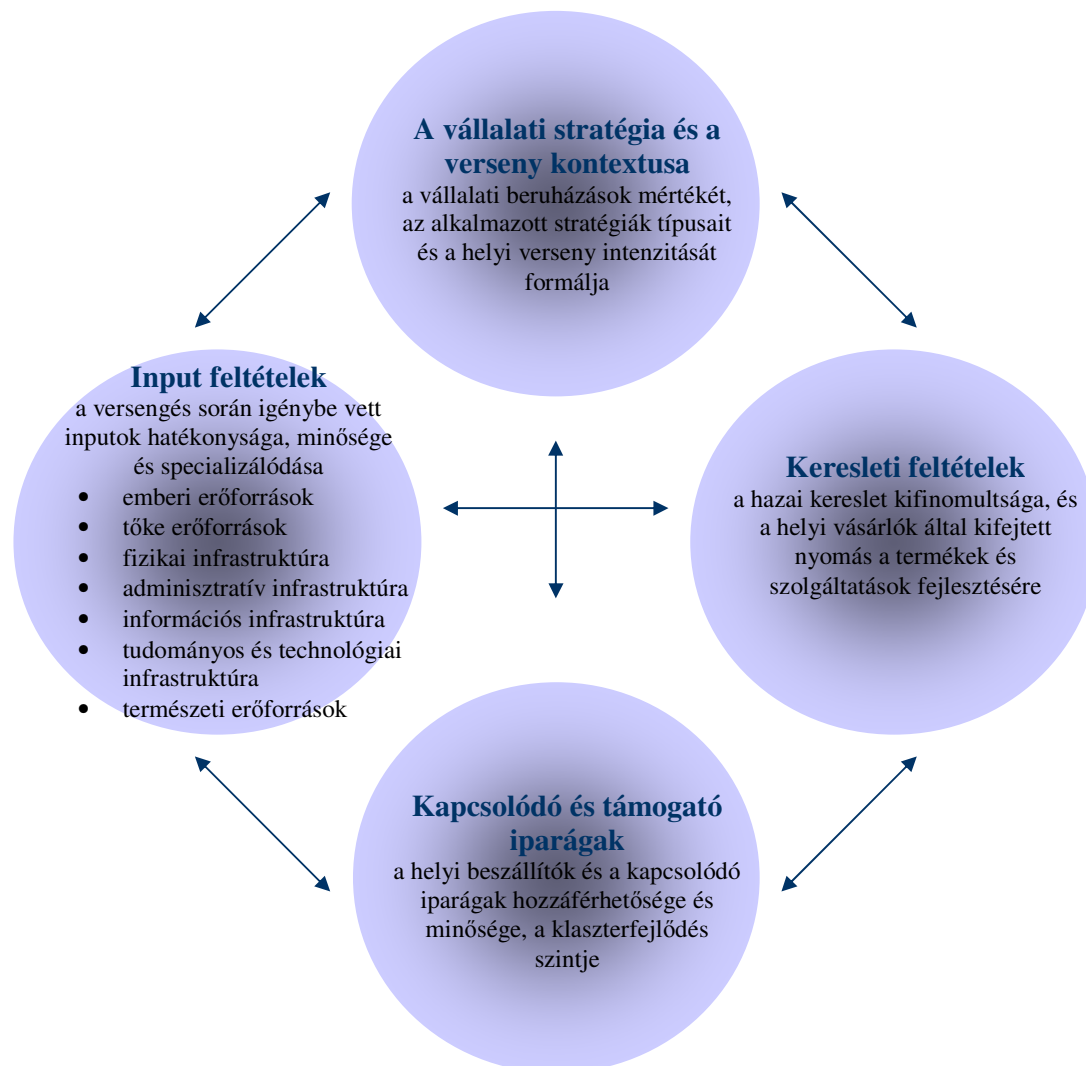 A vállalati stratégia és a
verseny kontextusa
a vállalati beruházások mértékét,
az alkalmazott stratégiák típusait
és a helyi verseny intenzitását
formálja
Input feltételek
a versengés során igénybe vett
inputok hatékonysága, minősége
és specializálódása
• emberi erőforrások
• tőke erőforrások
• fizikai infrastruktúra
• adminisztratív infrastruktúra
• információs infrastruktúra
• tudományos és technológiai
infrastruktúra
• természeti erőforrások
Keresleti feltételek
a hazai kereslet kifinomultsága, és
a helyi vásárlók által kifejtett
nyomás a termékek és
szolgáltatások fejlesztésére
Kapcsolódó és támogató
iparágak
a helyi beszállítók és a kapcsolódó
iparágak hozzáférhetősége és
minősége, a klaszterfejlődés
szintje